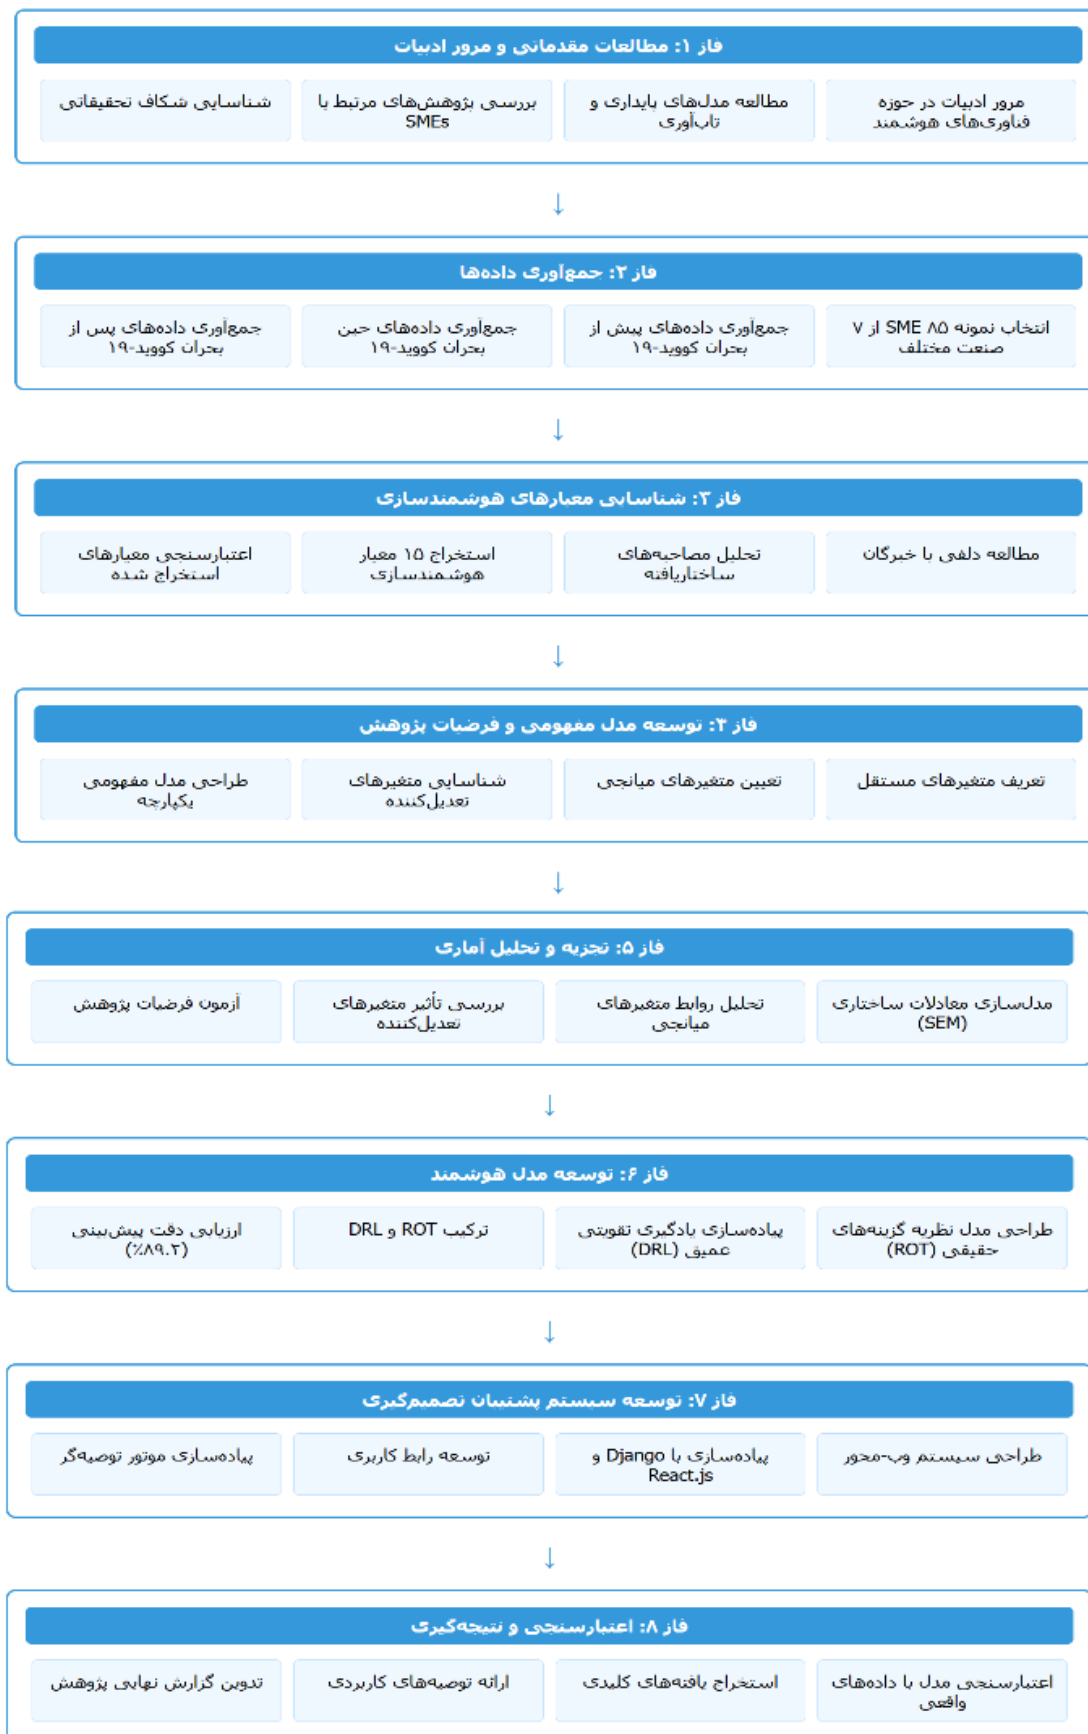 فاز ۱: مطالعات مقدماتی و مرور ادبیات
مرور ادبیات در حوزه
فناوری‌های هوشمند
مطالعه مدل‌های پایداری و
تاب‌آوری
بررسی پژوهش‌های مرتبط با
SMEs
شناسایی شکاف تحقیقاتی
↓
فاز ۲: جمع‌آوری داده‌ها
انتخاب نمونه ۸۵ SME از ۷
صنعت مختلف
جمع‌آوری داده‌های پیش از
بحران کووید-۱۹
جمع‌آوری داده‌های حین
بحران کووید-۱۹
جمع‌آوری داده‌های پس از
بحران کووید-۱۹
↓
فاز ۳: شناسایی معیارهای هوشمندسازی
مطالعه دلفی با خبرگان
تحلیل مصاحبه‌های
ساختاریافته
استخراج ۱۵ معیار
هوشمندسازی
اعتبارسنجی معیارهای
استخراج شده
↓
فاز ۴: توسعه مدل مفهومی و فرضیات پژوهش
تعریف متغیرهای مستقل
تعیین متغیرهای میانجی
شناسایی متغیرهای
تعدیل‌کننده
طراحی مدل مفهومی
یکپارچه
↓
فاز ۵: تجزیه و تحلیل آماری
مدل‌سازی معادلات ساختاری
(SEM)
تحلیل روابط متغیرهای
میانجی
بررسی تأثیر متغیرهای
تعدیل‌کننده
آزمون فرضیات پژوهش
↓
فاز ۶: توسعه مدل هوشمند
طراحی مدل نظریه گزینه‌های
حقیقی (ROT)
پیاده‌سازی یادگیری تقویتی
عمیق (DRL)
ترکیب ROT و DRL
ارزیابی دقت پیش‌بینی
(۸۹.۲٪)
↓
فاز ۷: توسعه سیستم پشتیبان تصمیم‌گیری
طراحی سیستم وب-محور
پیاده‌سازی با Django و
React.js
توسعه رابط کاربری
پیاده‌سازی موتور توصیه‌گر
↓
فاز ۸: اعتبارسنجی و نتیجه‌گیری
اعتبارسنجی مدل با داده‌های
واقعی
استخراج یافته‌های کلیدی
ارائه توصیه‌های کاربردی
تدوین گزارش نهایی پژوهش